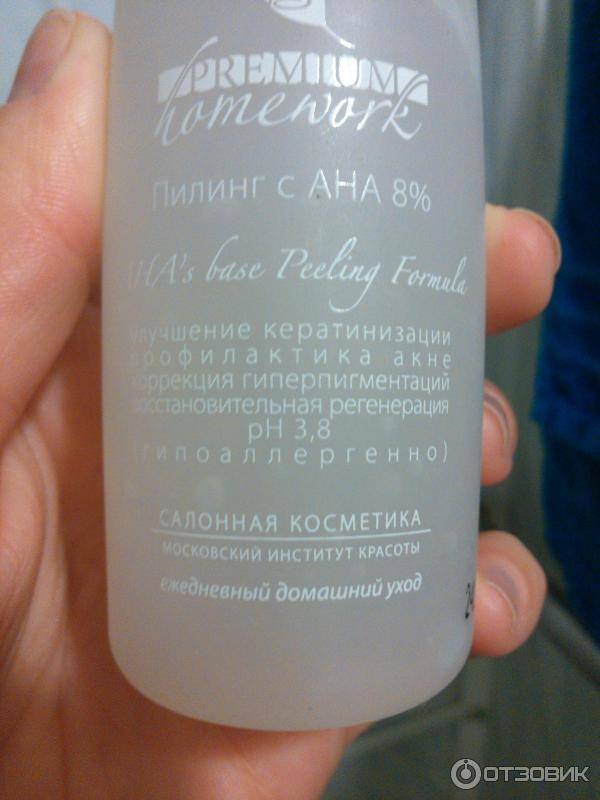 PREMIUM
homework
Пилинг с АНА 8%
AHA's base Peeling Formula
улучшение кератинизации
профилактика акне
коррекция гиперпигментаций
восстановительная регенерация
pH 3,8
(гипоаллергенно)
САЛОННАЯ КОСМЕТИКА
МОСКОВСКИЙ ИНСТИТУТ КРАСОТЫ
ежедневный домашний уход
ОТЗОВИК